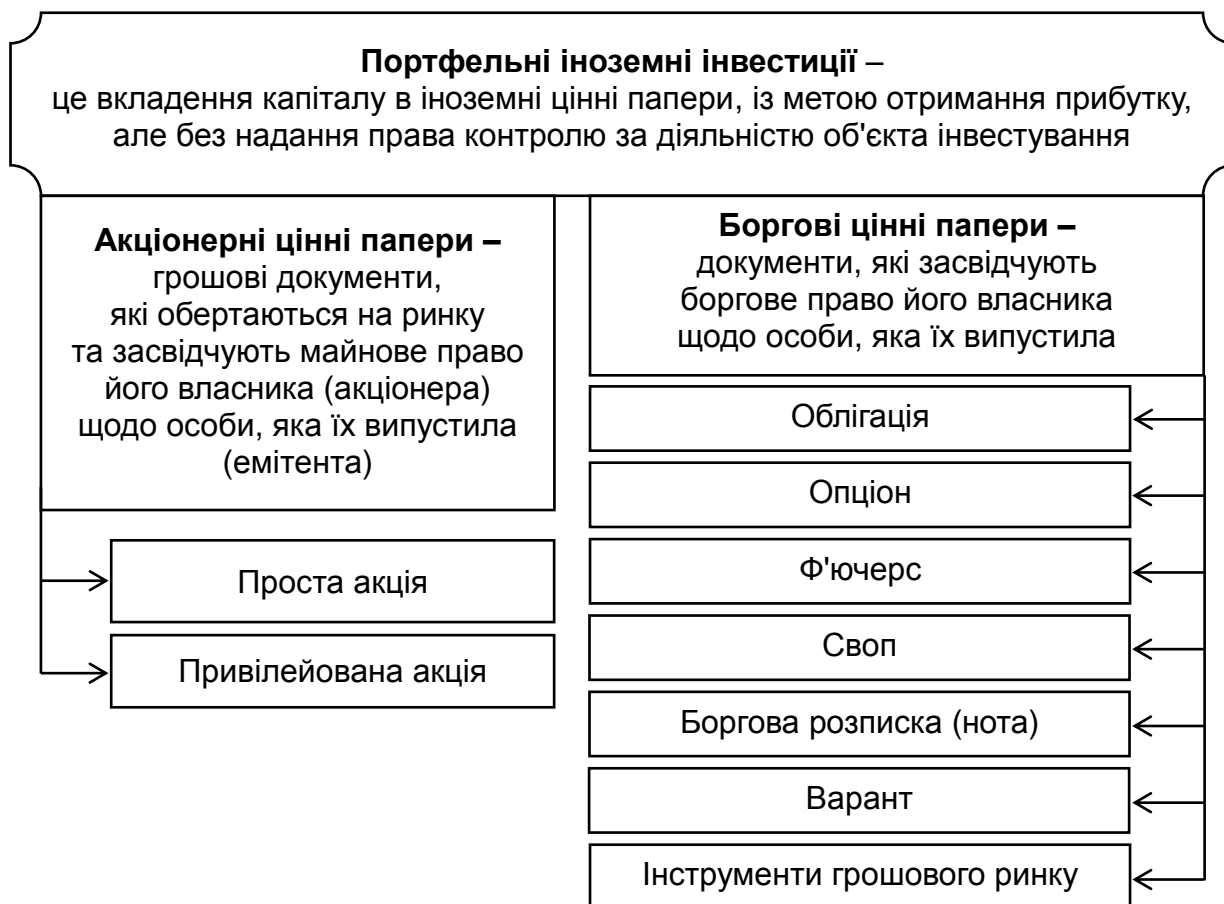 Портфельні іноземні інвестиції –
це вкладення капіталу в іноземні цінні папери, із метою отримання прибутку,
але без надання права контролю за діяльністю об'єкта інвестування
Акціонерні цінні папери –
грошові документи,
які обертаються на ринку
та засвідчують майнове право
його власника (акціонера)
щодо особи, яка їх випустила
(емітента)
Проста акція
Привілейована акція
Боргові цінні папери –
документи, які засвідчують
боргове право його власника
щодо особи, яка їх випустила
Облігація
Опціон
Ф'ючерс
Своп
Боргова розписка (нота)
Варант
Інструменти грошового ринку